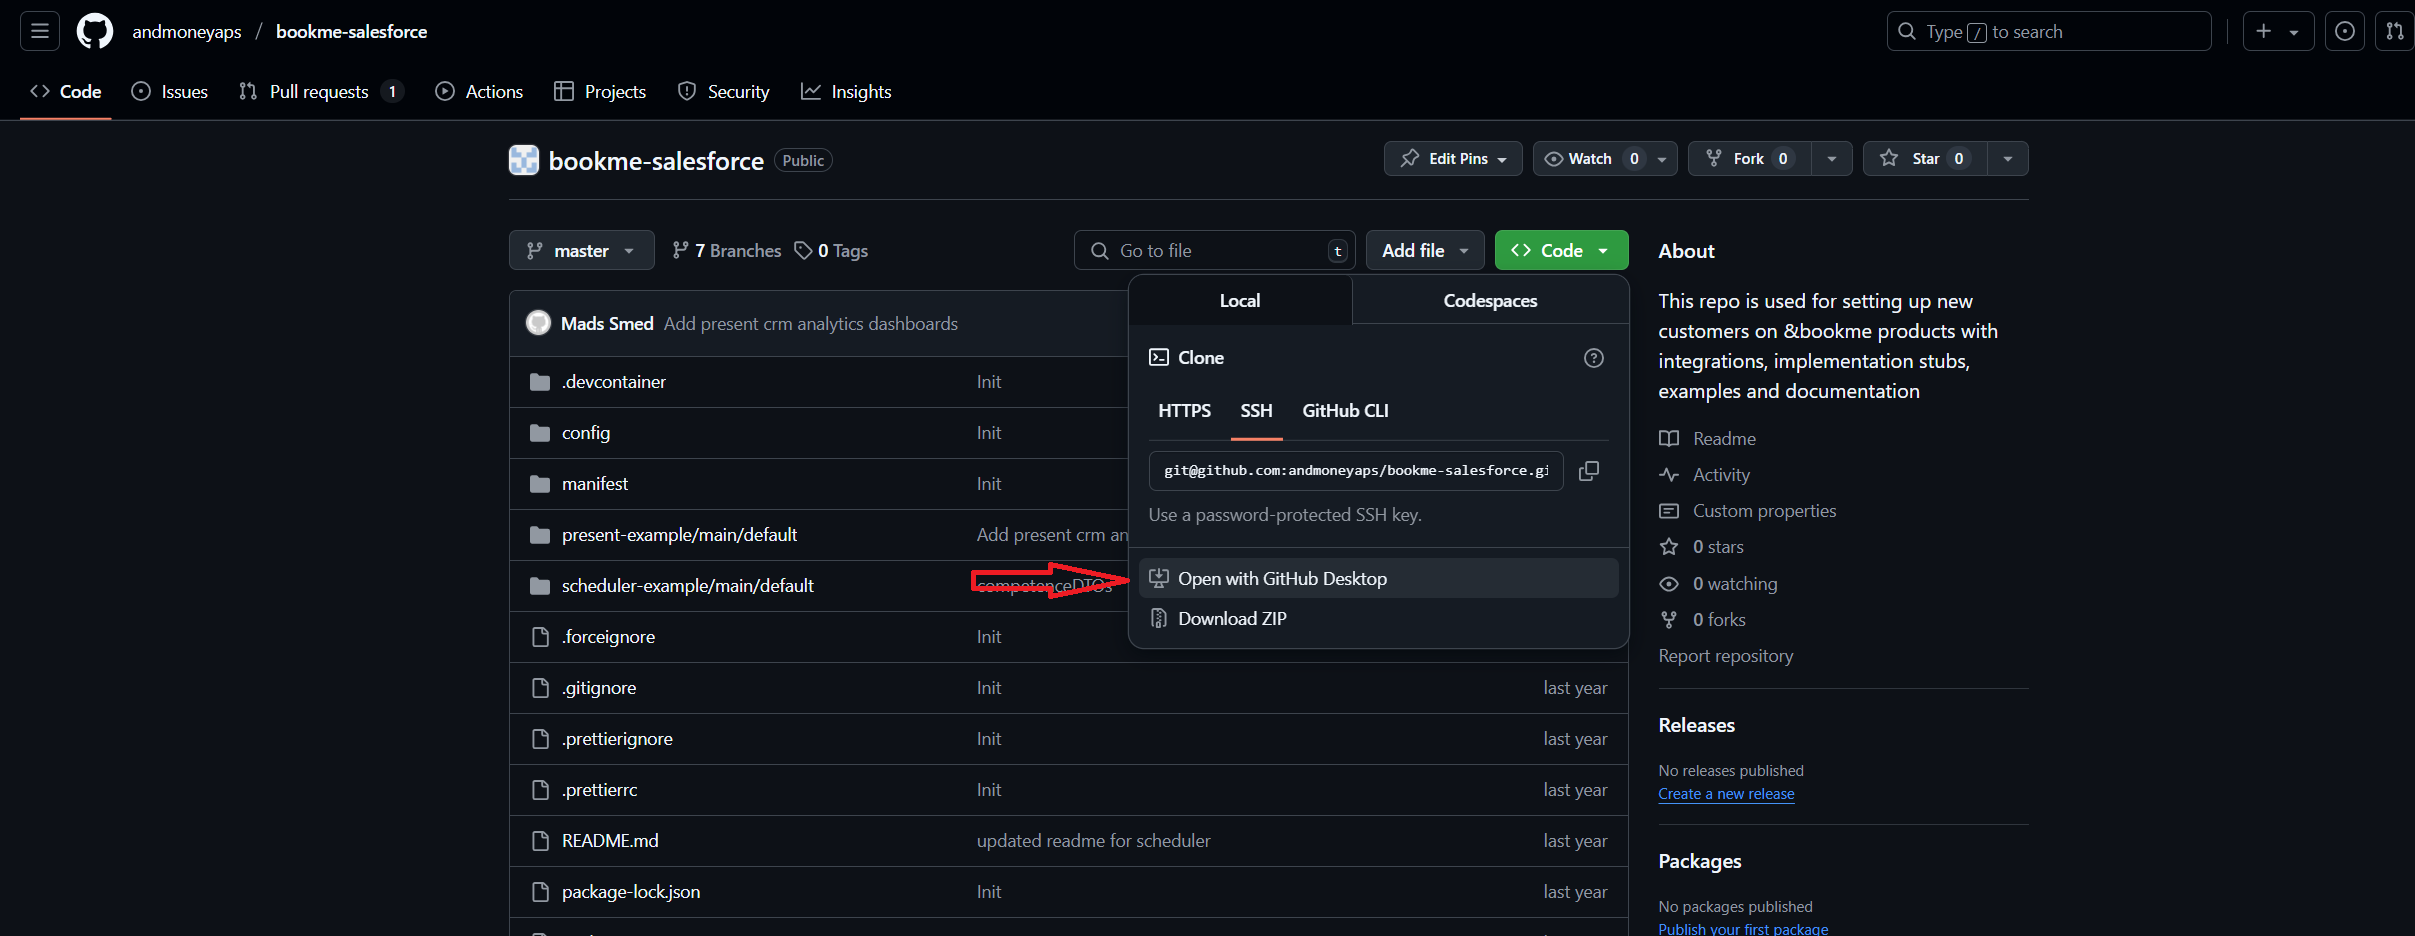 andmoneyaps / bookme-salesforce
Type / to search
Code Issues Pull requests 1 Actions Projects Security Insights
bookme-salesforce Public
Edit Pins Watch 0 Fork 0 Star 0
master 7 Branches 0 Tags
Go to file t Add file Code
Mads Smed Add present crm analytics dashboards
.devcontainer Init
config Init
manifest Init
present-example/main/default Add present crm an
scheduler-example/main/default competenceDTOs
.forceignore Init
.gitignore Init last year
.prettierignore Init last year
.prettierrc Init last year
README.md updated readme for scheduler last year
package-lock.json Init last year
Local Codespaces
Clone
HTTPS SSH GitHub CLI
git@github.com:andmoneyaps/bookme-salesforce.gi
Use a password-protected SSH key.
Open with GitHub Desktop
Download ZIP
About
This repo is used for setting up new
customers on &bookme products with
integrations, implementation stubs,
examples and documentation
Readme
Activity
Custom properties
0 stars
0 watching
0 forks
Report repository
Releases
No releases published
Create a new release
Packages
No packages published
Publish your first package